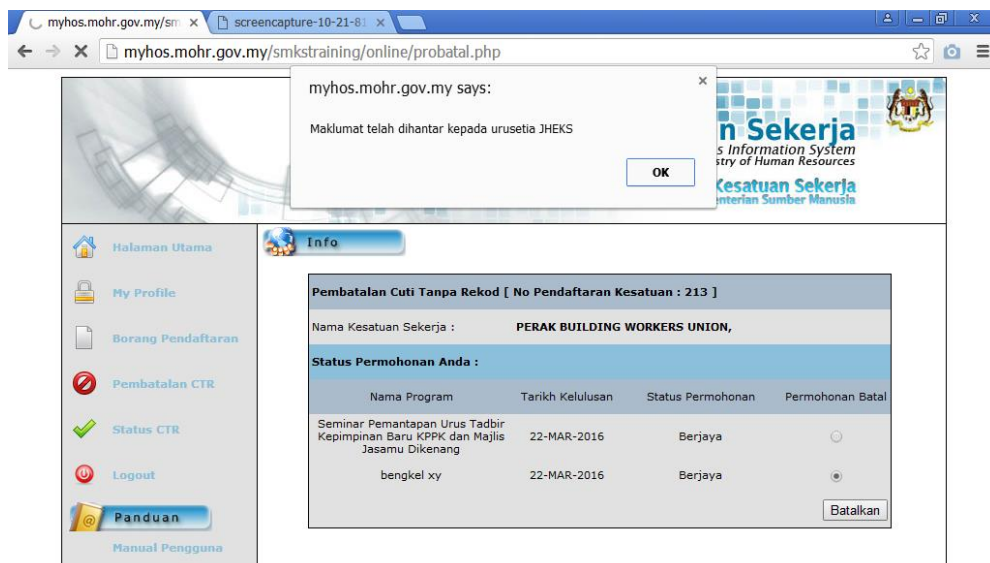 myhos.mohr.gov.my/sm
screencapture-10-21-81
myhos.mohr.gov.my/smkstraining/online/probatal.php
myhos.mohr.gov.my says:
Maklumat telah dihantar kepada urusetia JHEKS
OK
n Sekerja
s Information System
stry of Human Resources
Kesatuan Sekerja
enterian Sumber Manusia
Halaman Utama
My Profile
Borang Pendaftaran
Pembatalan CTR
Status CTR
Logout
Panduan
Manual Pengguna
Info
Pembatalan Cuti Tanpa Rekod [ No Pendaftaran Kesatuan : 213 ]
Nama Kesatuan Sekerja : PERAK BUILDING WORKERS UNION,
Status Permohonan Anda :
Nama Program Tarikh Kelulusan Status Permohonan Permohonan Batal
Seminar Pemantapan Urus Tadbir
Kepimpinan Baru KPPK dan Majlis 22-MAR-2016 Berjaya
Jasamu Dikenang
bengkel xy 22-MAR-2016 Berjaya
Batalkan